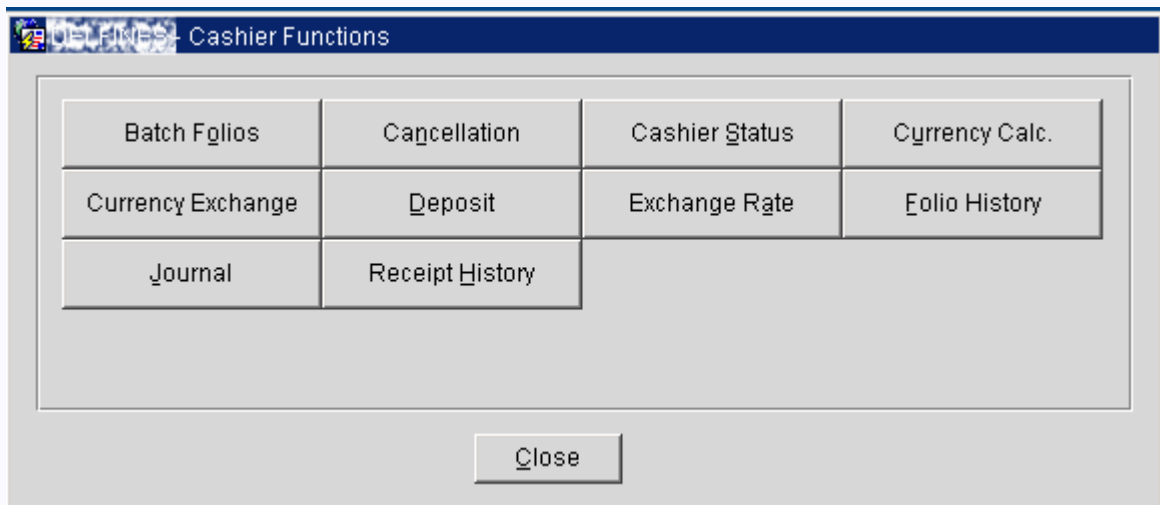 - Cashier Functions
Batch Folios
Cancellation
Cashier Status
Currency Calc.
Currency Exchange
Deposit
Exchange Rate
Folio History
Journal
Receipt History
Close